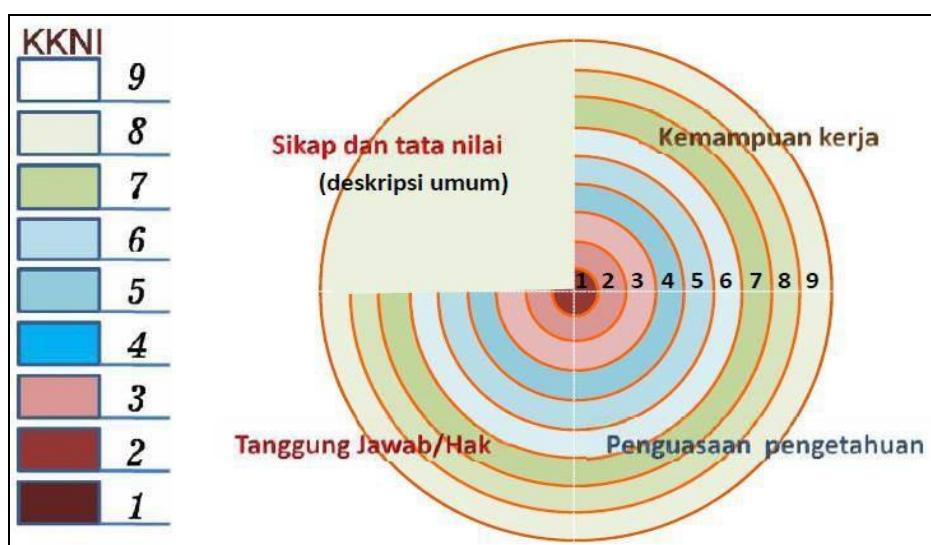 KKNI
9
8
7
6
5
4
3
2
1
Sikap dan tata nilai
(deskripsi umum)
Kemampuan kerja
1 2 3 4 5 6 7 8 9
Tanggung Jawab/Hak
Penguasaan pengetahuan